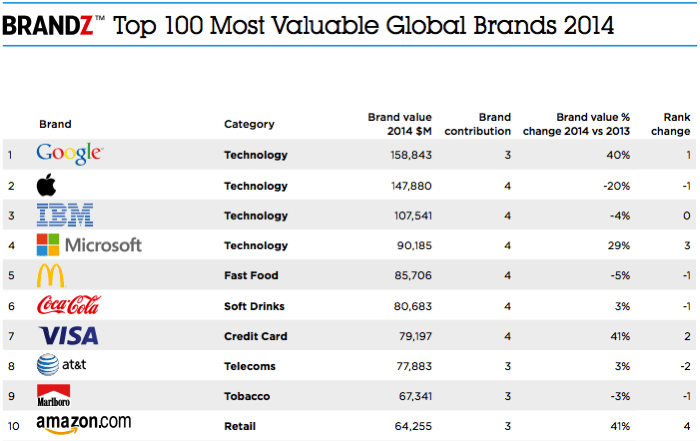 BRANDZ™ Top 100 Most Valuable Global Brands 2014
Brand Category Brand value 2014 $M Brand contribution Brand value % change 2014 vs 2013 Rank change
1 Google Technology 158,843 3 40% 1
2 Technology 147,880 4 -20% -1
3 IBM Technology 107,541 4 -4% 0
4 Microsoft Technology 90,185 4 29% 3
5 M Fast Food 85,706 4 -5% -1
6 Coca-Cola Soft Drinks 80,683 4 3% -1
7 VISA Credit Card 79,197 4 41% 2
8 at&t Telecoms 77,883 3 3% -2
9 Marlboro Tobacco 67,341 3 -3% -1
10 amazon.com Retail 64,255 3 41% 4